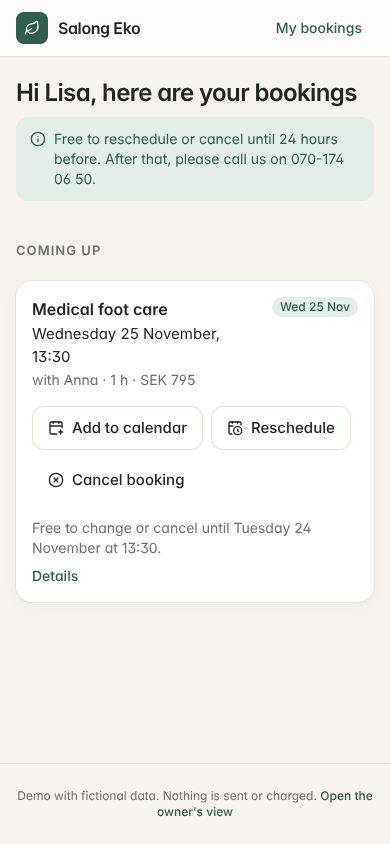 Salong Eko
My bookings
Hi Lisa, here are your bookings
Free to reschedule or cancel until 24 hours
before. After that, please call us on 070-174
06 50.
COMING UP
Medical foot care
Wed 25 Nov
Wednesday 25 November,
13:30
with Anna · 1 h · SEK 795
Add to calendar
Reschedule
Cancel booking
Free to change or cancel until Tuesday 24
November at 13:30.
Details
Demo with fictional data. Nothing is sent or charged. Open the
owner's view